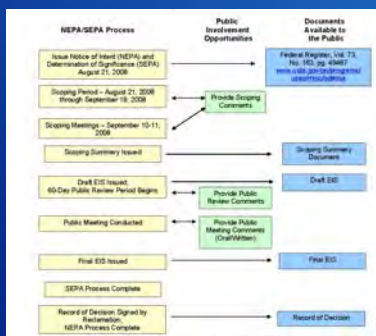 NEPA/SEPA Process
Public
Involvement
Opportunities
Documents
Available to
the Public
Issue Notice of Intent (NEPA) and
Determination of Significance (SEPA)
August 21, 2008
Federal Register, Vol. 73,
No. 163, pg. 49487
Scoping Period – August 21, 2008
through September 19, 2008
Provide Scoping
Comments
Scoping Meetings – September 10-11,
2008
Scoping Summary Issued
Scoping Summary
Document
Draft EIS Issued,
60-Day Public Review Period Begins
Draft EIS
Provide Public
Review Comments
Public Meeting Conducted
Provide Public
Meeting Comments
(Oral/Written)
Final EIS Issued
Final EIS
SEPA Process Complete
Record of Decision Signed by
Reclamation;
NEPA Process Complete
Record of Decision